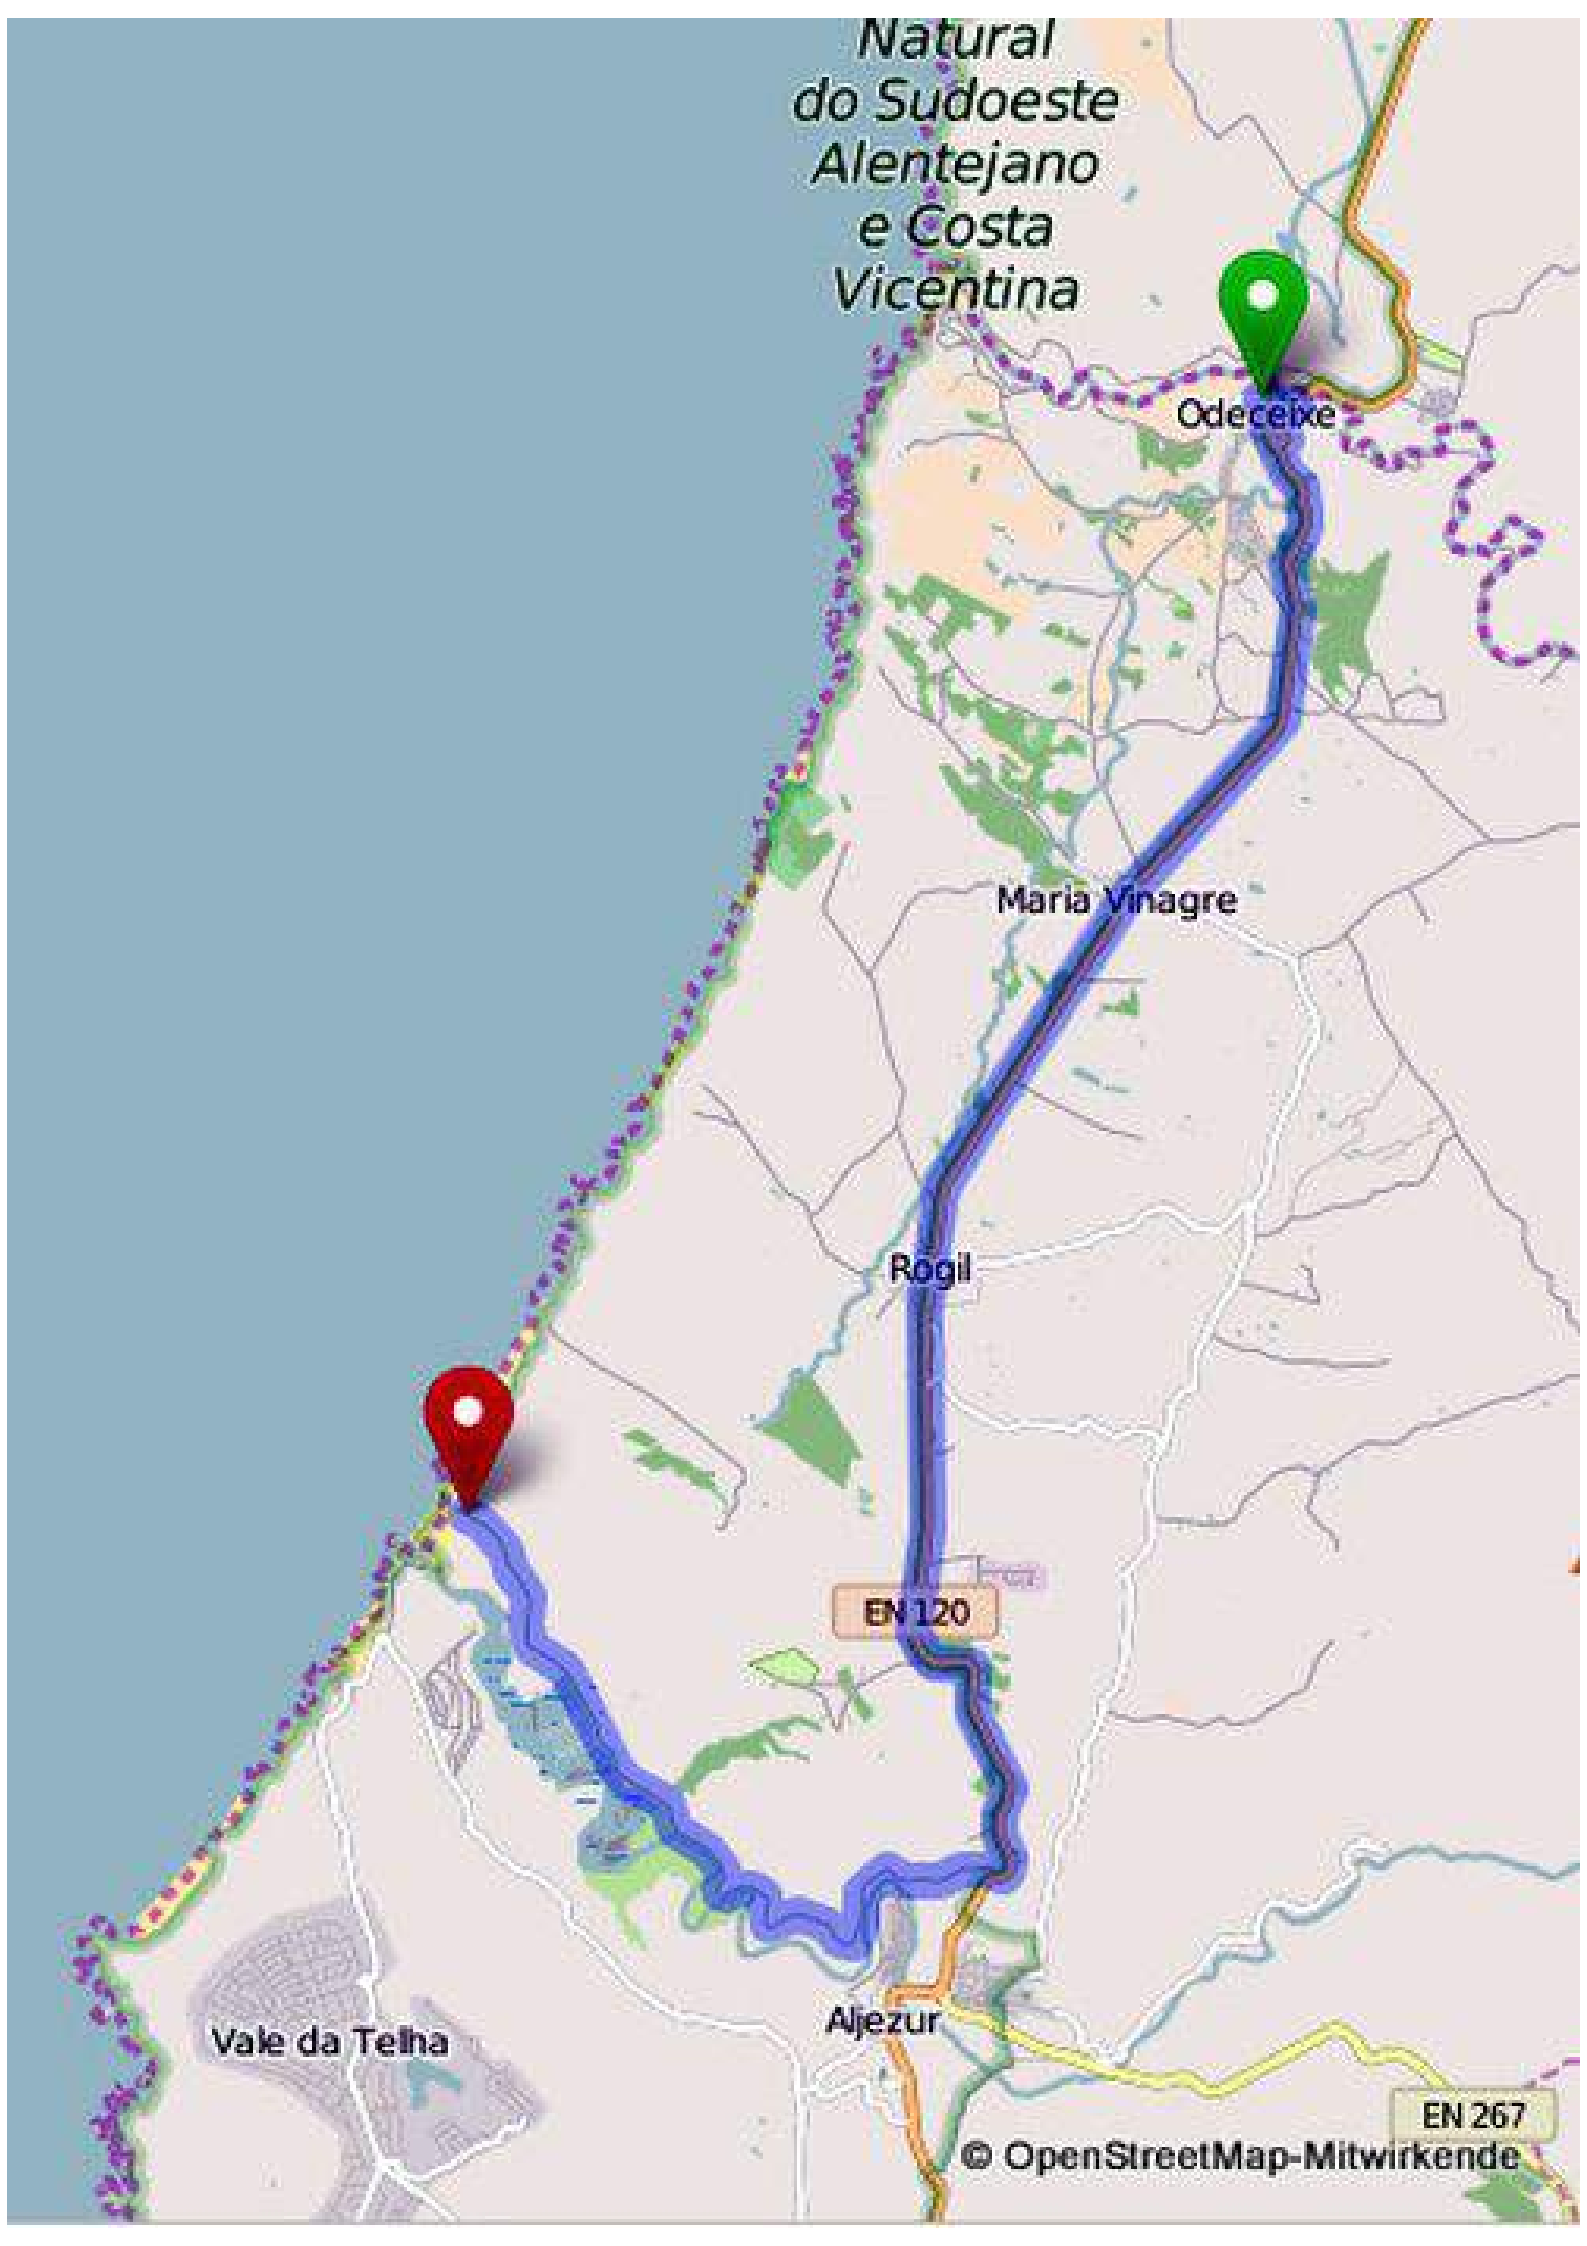 Natural
do Sudoeste
Alentejano
e Costa
Vicentina
Odeceixe
Maria Vinagre
Rogil
EN 120
Aljezur
Vale da Telha
EN 267
© OpenStreetMap-Mitwirkende